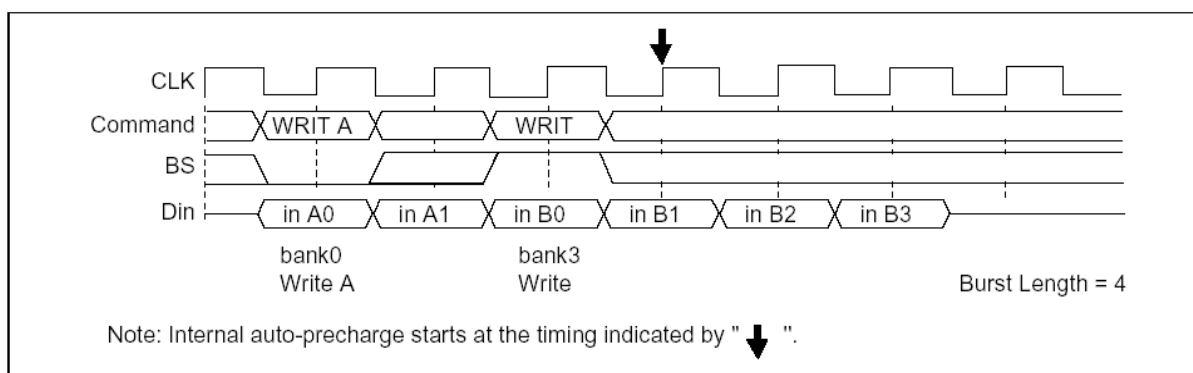 CLK
Command WRIT A WRIT
BS
Din in A0 in A1 in B0 in B1 in B2 in B3
bank0 bank3
Write A Write Burst Length = 4
Note: Internal auto-precharge starts at the timing indicated by " ".